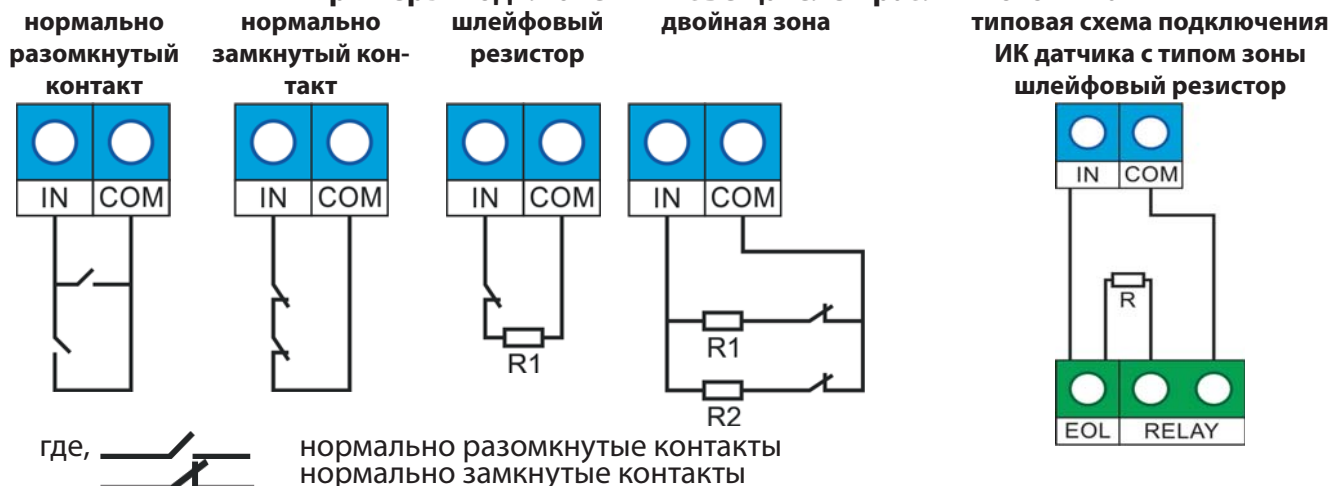 нормально
разомкнутый
контакт
нормально
замкнутый кон-
такт
шлейфовый
резистор
двойная зона
типовая схема подключения
ИК датчика с типом зоны
шлейфовый резистор
IN COM
IN COM
IN COM
IN COM
IN COM
R1
R1
R2
R
EOL RELAY
где, нормально разомкнутые контакты
нормально замкнутые контакты